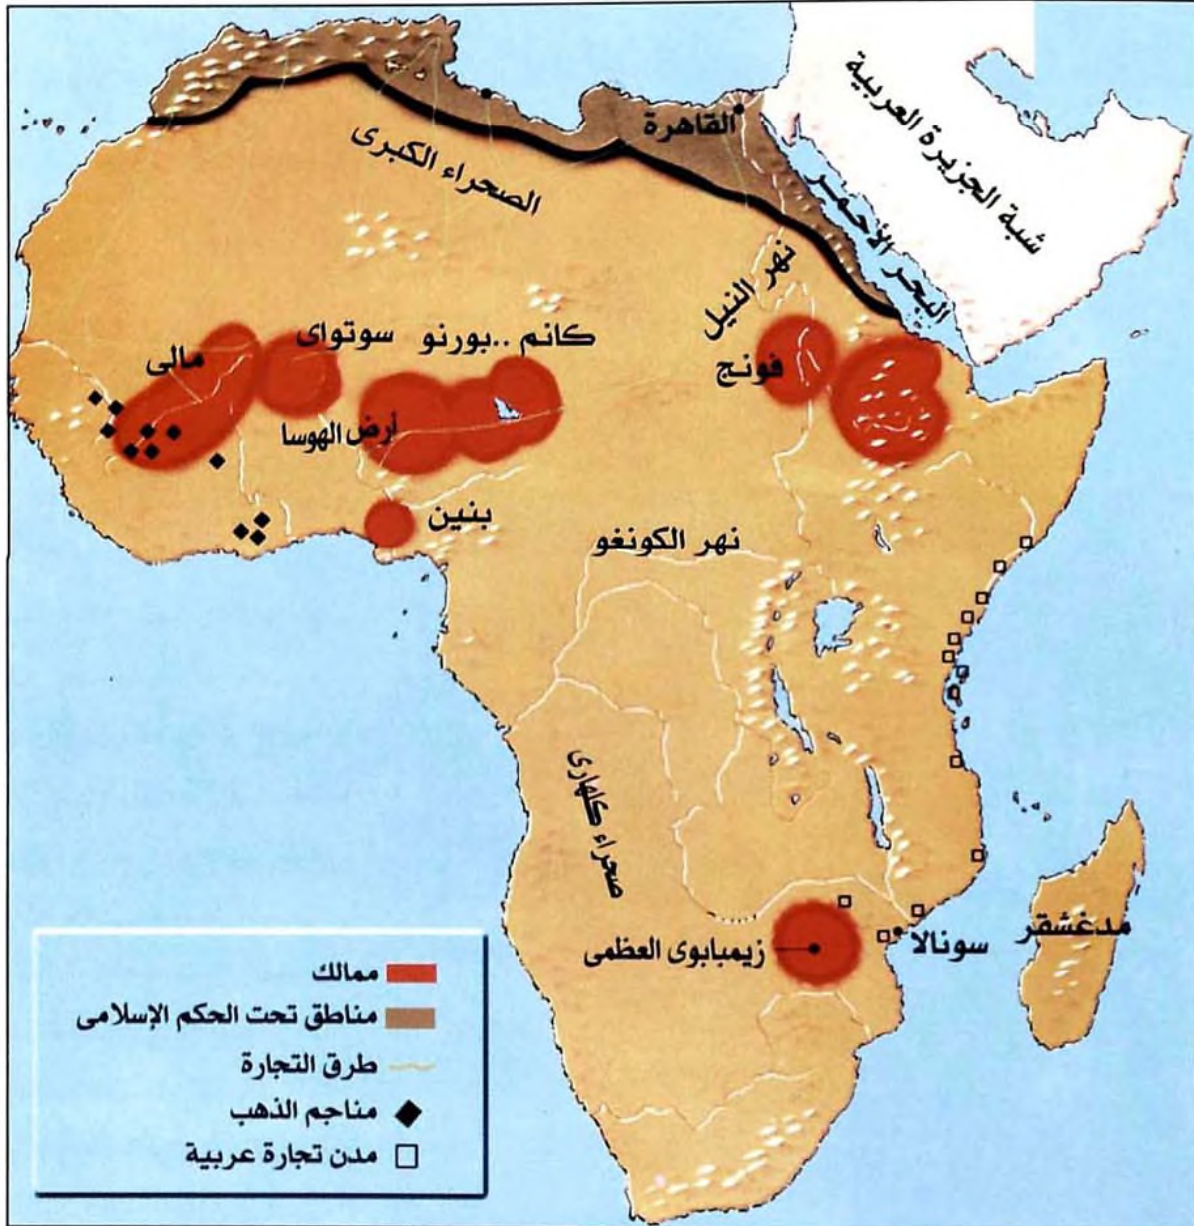 شبة الجزيرة العربية
القاهرة
الصحراء الكبرى
البحر الأحمر
نهر النيل
مالى
سوتواى
كانم ..بورنو
فونج
أرض الهوسا
بنين
نهر الكونغو
صحراء كلهارى
مدغشقر
سونالا
زيمبابوى العظمى
ممالك
مناطق تحت الحكم الإسلامى
طرق التجارة
مناجم الذهب
مدن تجارة عربية